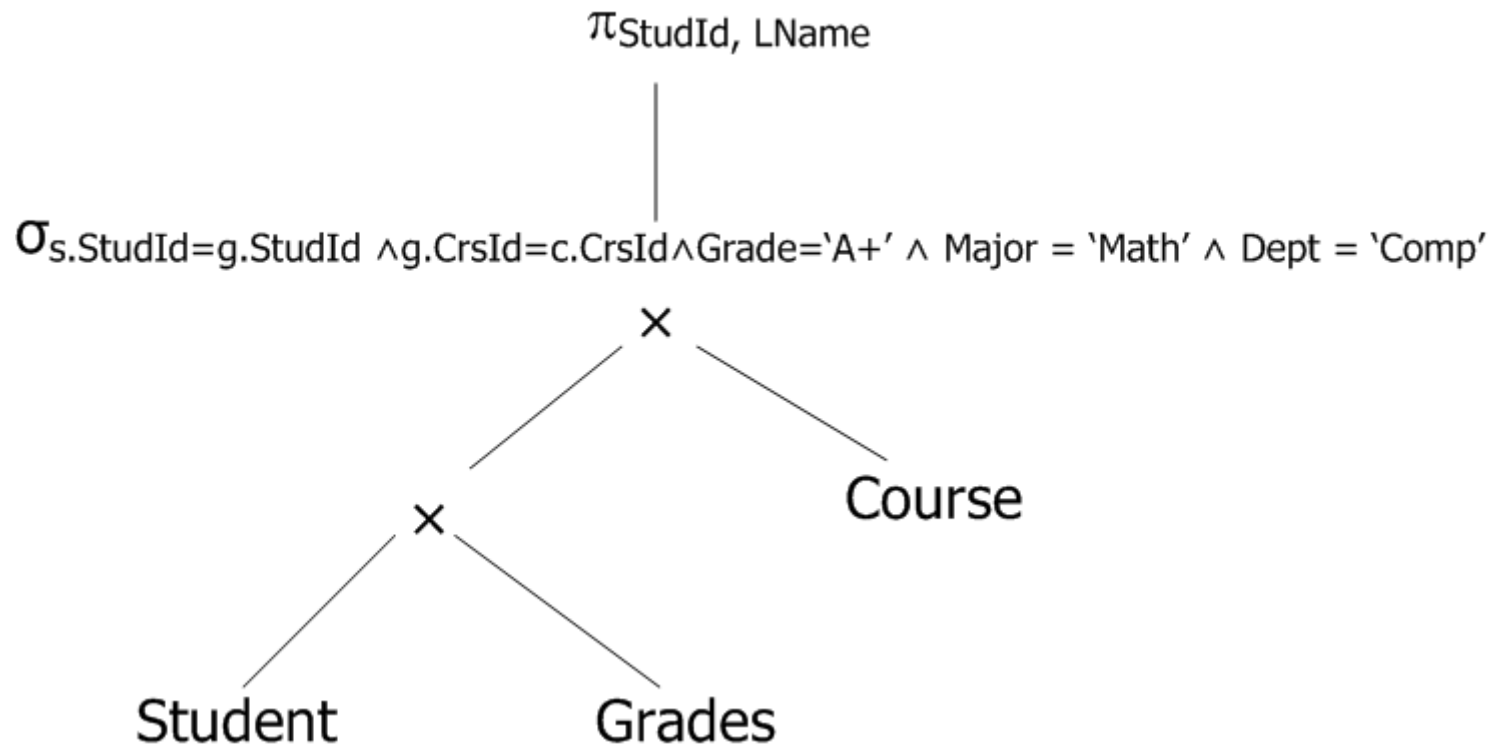 πStudId, LName
σs.StudId=g.StudId ∧g.CrsId=c.CrsId∧Grade=‘A+’ ∧ Major = ‘Math’ ∧ Dept = ‘Comp’
×
Course
×
Student Grades